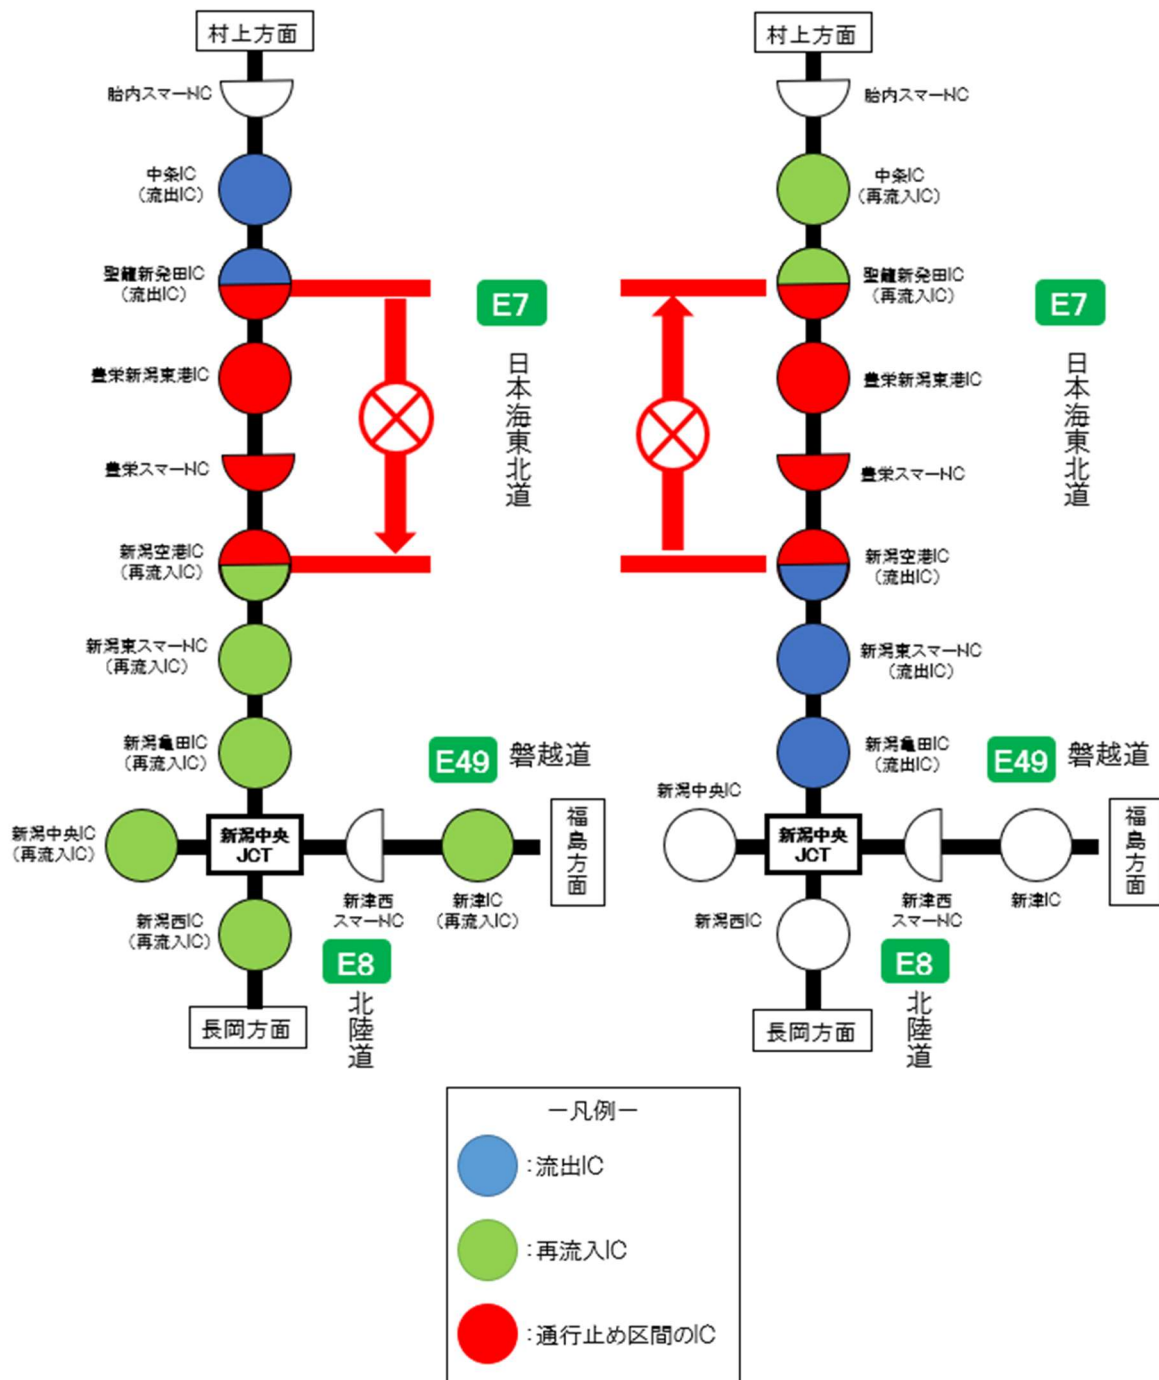 村上方面
胎内スマートIC
中条IC
(流出IC)
聖籠新発田IC
(流出IC)
E7
日本海東北道
豊栄新潟東港IC
豊栄スマートIC
新潟空港IC
(再流入IC)
新潟東スマートIC
(再流入IC)
新潟亀田IC
(再流入IC)
E49 磐越道
新潟中央IC
(再流入IC)
新潟中央
JCT
新津西
スマートIC
新津IC
(再流入IC)
福島方面
新潟西IC
(再流入IC)
E8
北陸道
長岡方面
村上方面
胎内スマートIC
中条IC
(再流入IC)
聖籠新発田IC
(再流入IC)
E7
日本海東北道
豊栄新潟東港IC
豊栄スマートIC
新潟空港IC
(流出IC)
新潟東スマートIC
(流出IC)
新潟亀田IC
(流出IC)
E49 磐越道
新潟中央IC
新潟中央
JCT
新津西
スマートIC
新津IC
福島方面
新潟西IC
E8
北陸道
長岡方面
ー凡例ー
:流出IC
:再流入IC
:通行止め区間のIC